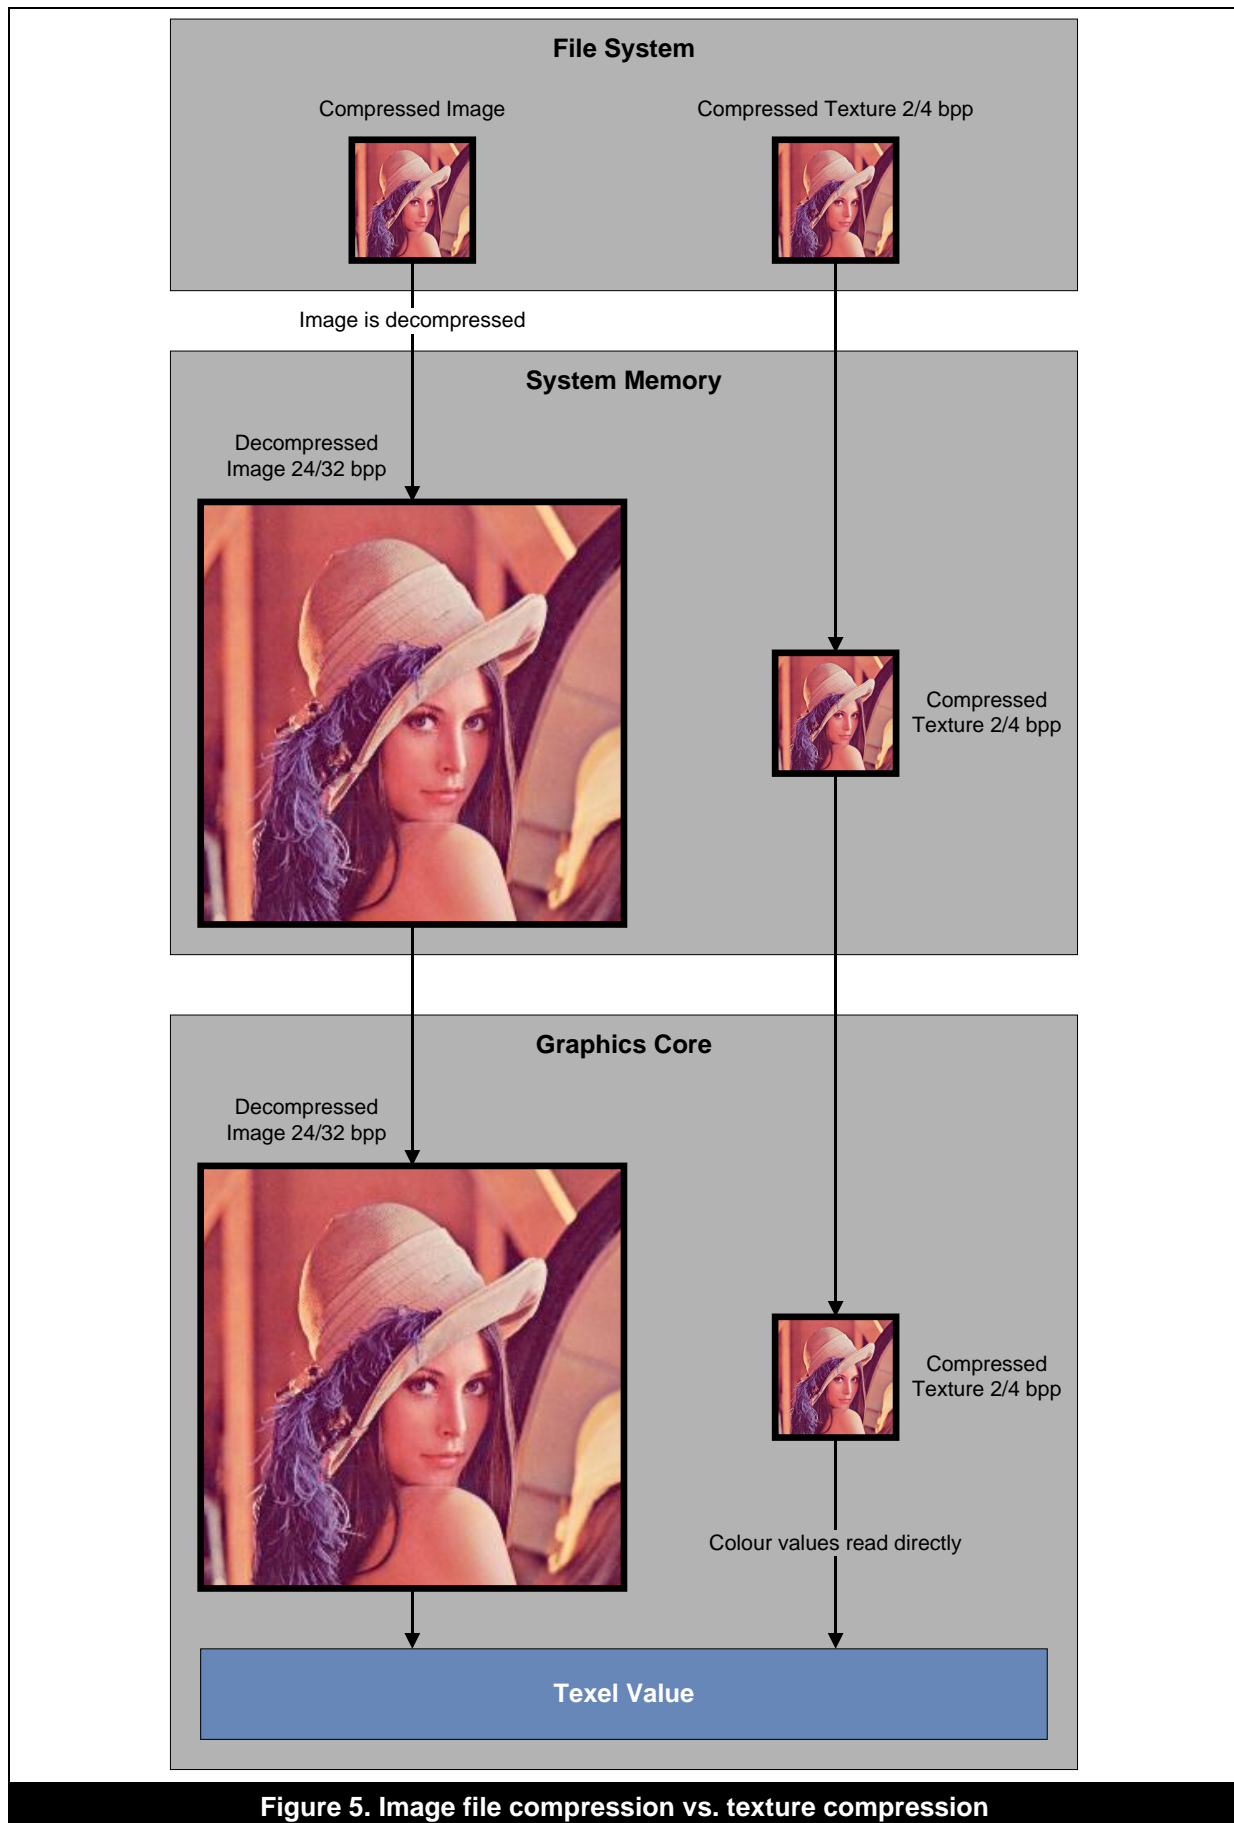 File System
Compressed Image
Compressed Texture 2/4 bpp
Image is decompressed
System Memory
Decompressed
Image 24/32 bpp
Compressed
Texture 2/4 bpp
Graphics Core
Decompressed
Image 24/32 bpp
Compressed
Texture 2/4 bpp
Colour values read directly
Texel Value
Figure 5. Image file compression vs. texture compression